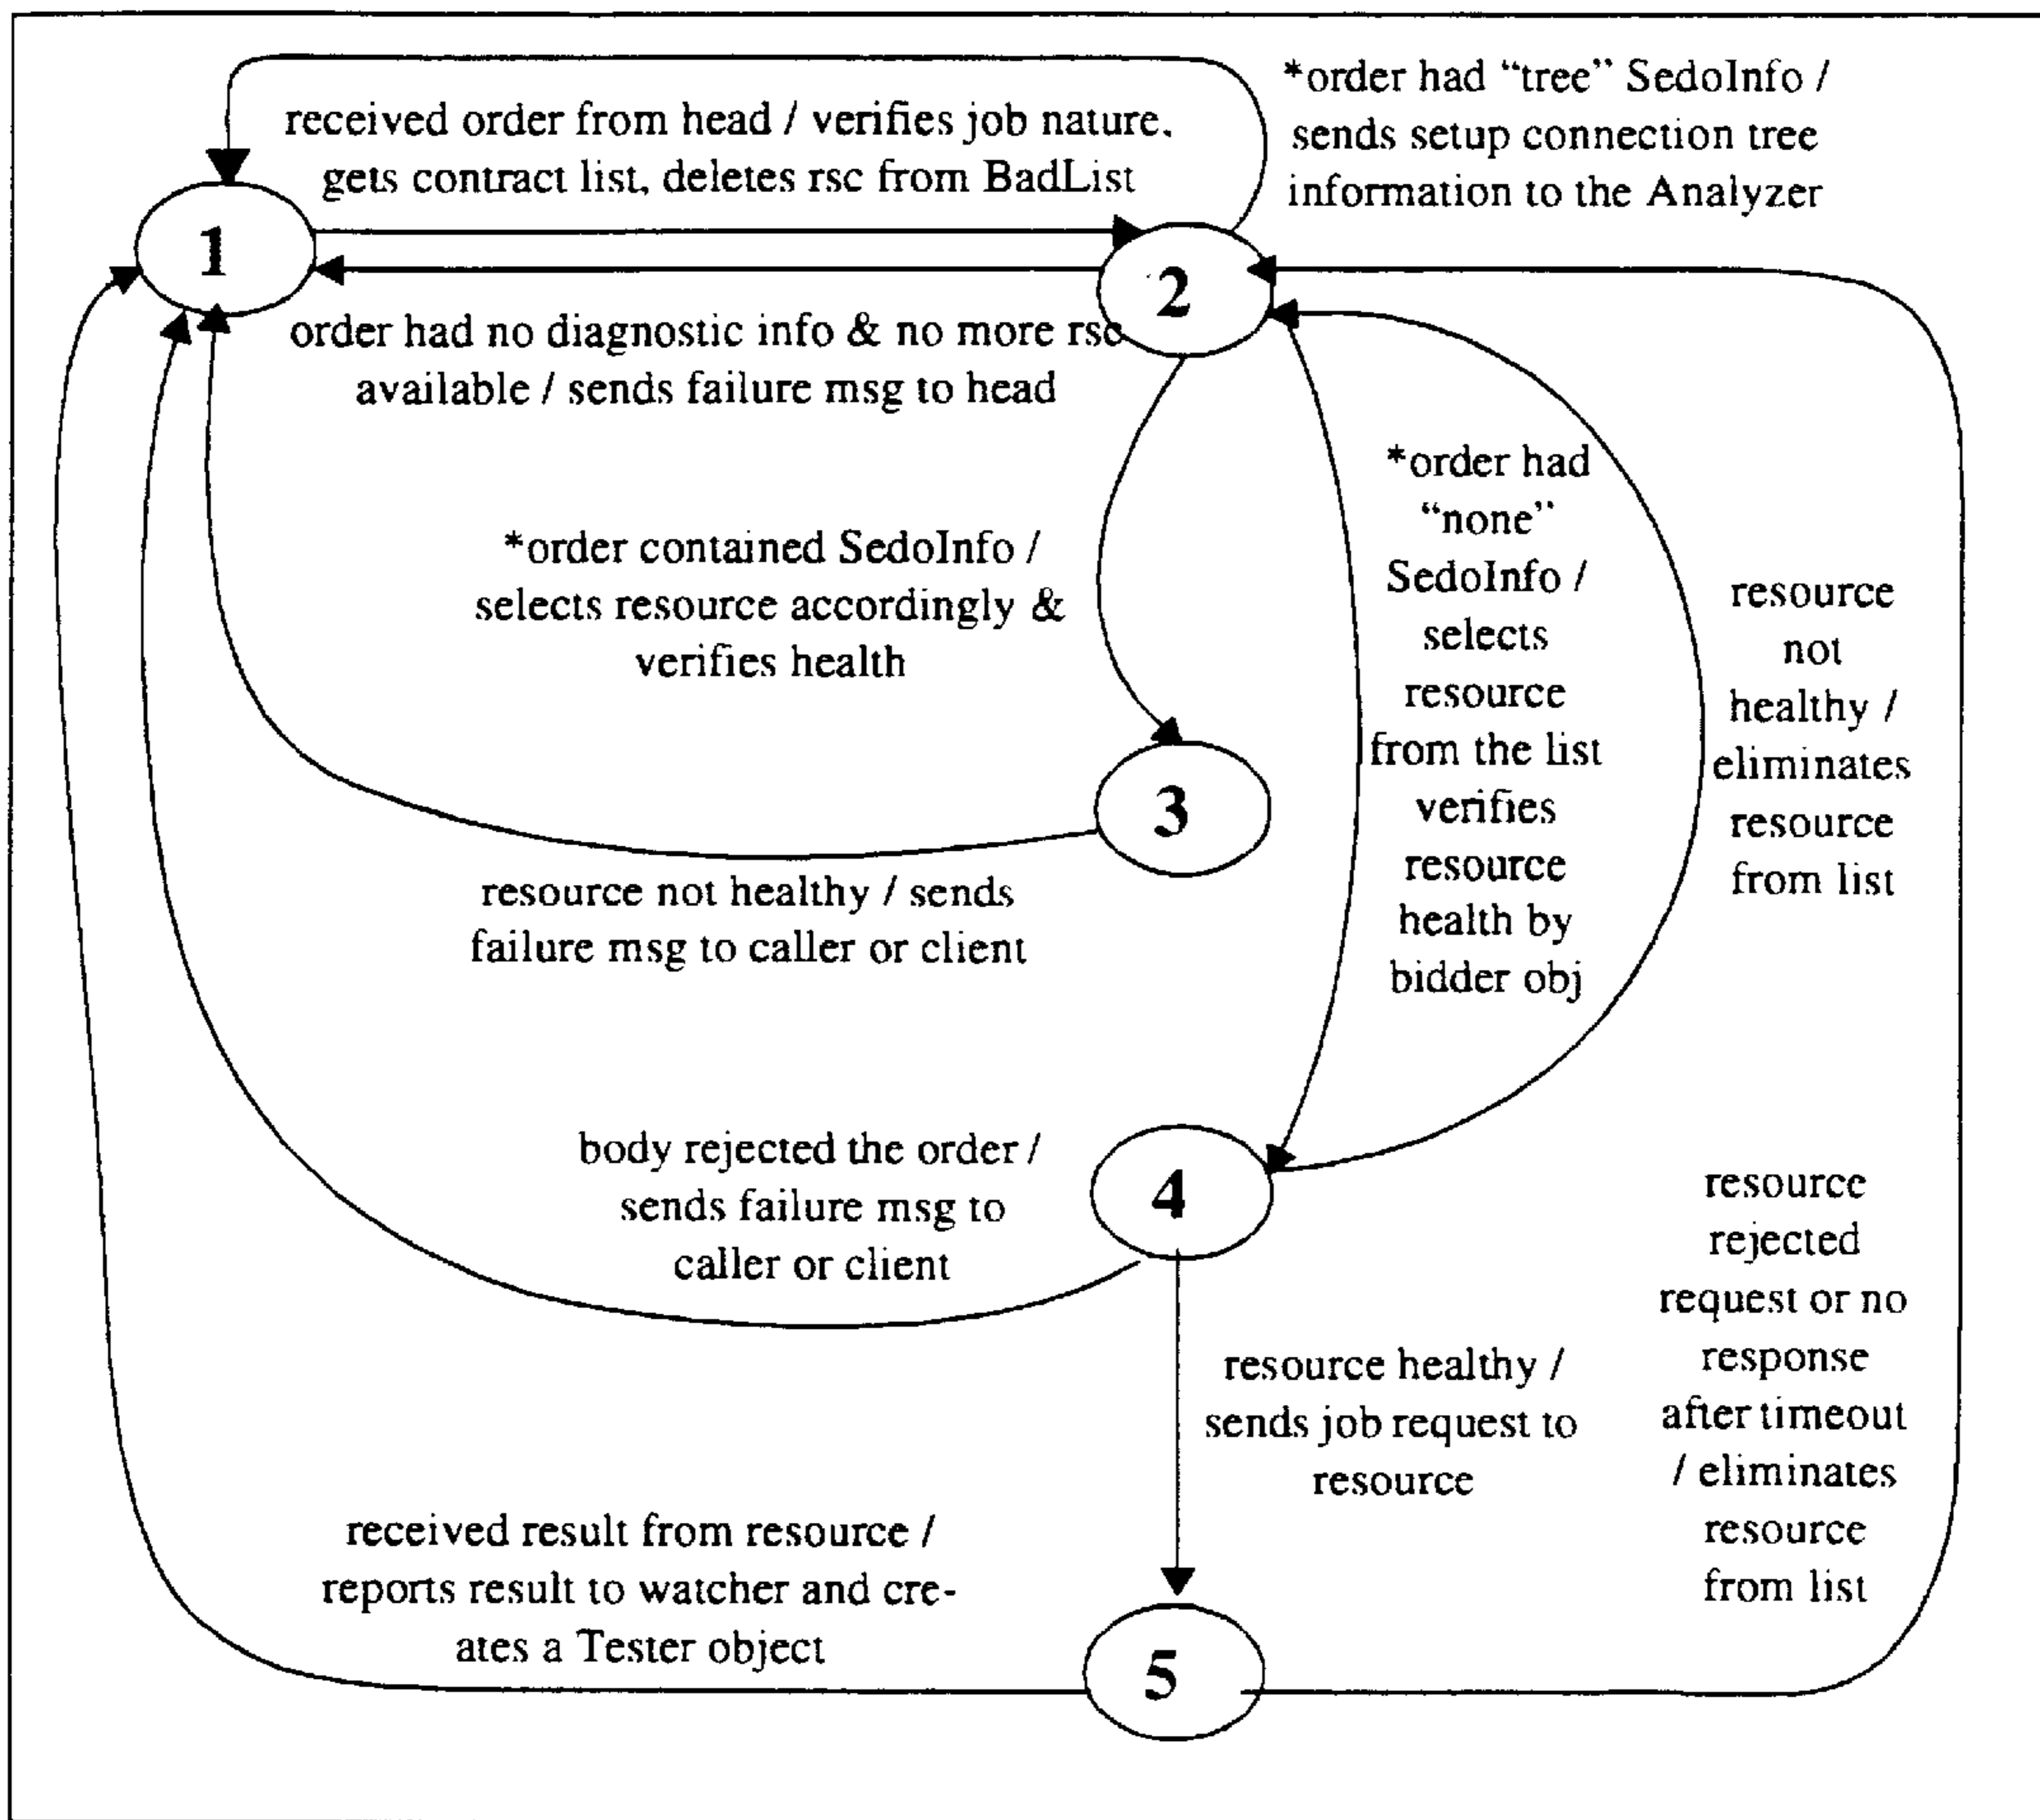 *order had “tree” SedoInfo /
sends setup connection tree
information to the Analyzer
received order from head / verifies job nature,
gets contract list, deletes rsc from BadList
1
2
order had no diagnostic info & no more rsc
available / sends failure msg to head
*order had
“none”
SedoInfo /
selects
resource
from the list
verifies
resource
health by
bidder obj
resource
not
healthy /
eliminates
resource
from list
*order contained SedoInfo /
selects resource accordingly &
verifies health
3
resource not healthy / sends
failure msg to caller or client
body rejected the order /
sends failure msg to
caller or client
4
resource
rejected
request or no
response
after timeout
/ eliminates
resource
from list
resource healthy /
sends job request to
resource
received result from resource /
reports result to watcher and cre-
ates a Tester object
5